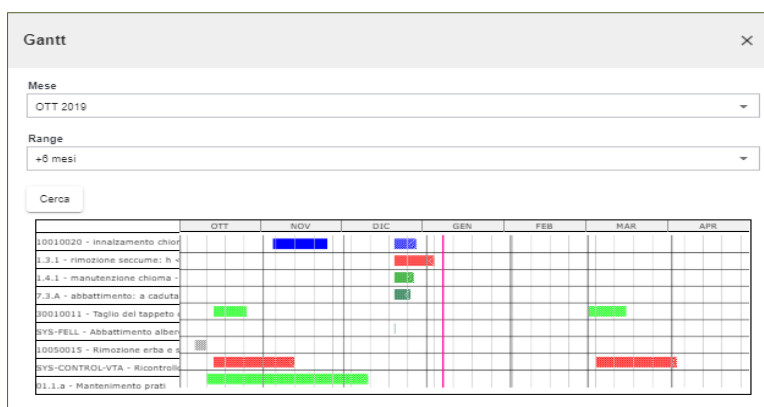 Gantt
Mese
OTT 2019
Range
+6 mesi
Cerca
OTT NOV DIC GEN FEB MAR APR
10010020 - innalzamento chior
1.3.1 - rimozione seccume: h <
1.4.1 - manutenzione chioma -
7.3.A - abbattimento: a caduta
30010011 - Taglio del tappeto
SYS-FELL - Abbattimento alber
10050015 - Rimozione erba e s
SYS-CONTROL-VTA - Ricontroll
01.1.a - Mantenimento prati